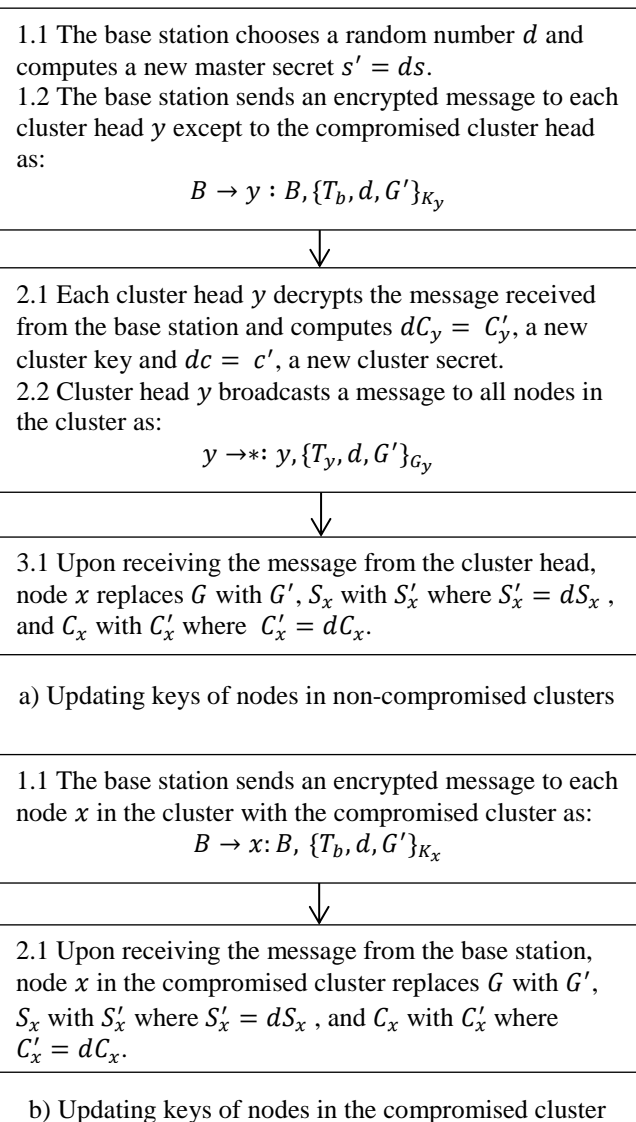 1.1 The base station chooses a random number 𝑑 and
computes a new master secret 𝑠′ = 𝑑𝑠.
1.2 The base station sends an encrypted message to each
cluster head 𝑦 except to the compromised cluster head
as:
𝐵 → 𝑦 : 𝐵, {𝑇_𝑏, 𝑑, 𝐺′}_{𝐾_𝑦}
2.1 Each cluster head 𝑦 decrypts the message received
from the base station and computes 𝑑𝐶_𝑦 = 𝐶′_𝑦, a new
cluster key and 𝑑𝑐 = 𝑐′, a new cluster secret.
2.2 Cluster head 𝑦 broadcasts a message to all nodes in
the cluster as:
𝑦 →∗: 𝑦, {𝑇_𝑦, 𝑑, 𝐺′}_{𝐺_𝑦}
3.1 Upon receiving the message from the cluster head,
node 𝑥 replaces 𝐺 with 𝐺′, 𝑆_𝑥 with 𝑆′_𝑥 where 𝑆′_𝑥 = 𝑑𝑆_𝑥 ,
and 𝐶_𝑥 with 𝐶′_𝑥 where 𝐶′_𝑥 = 𝑑𝐶_𝑥.
a) Updating keys of nodes in non-compromised clusters
1.1 The base station sends an encrypted message to each
node 𝑥 in the cluster with the compromised cluster as:
𝐵 → 𝑥: 𝐵, {𝑇_𝑏, 𝑑, 𝐺′}_{𝐾_𝑥}
2.1 Upon receiving the message from the base station,
node 𝑥 in the compromised cluster replaces 𝐺 with 𝐺′,
𝑆_𝑥 with 𝑆′_𝑥 where 𝑆′_𝑥 = 𝑑𝑆_𝑥 , and 𝐶_𝑥 with 𝐶′_𝑥 where
𝐶′_𝑥 = 𝑑𝐶_𝑥.
b) Updating keys of nodes in the compromised cluster